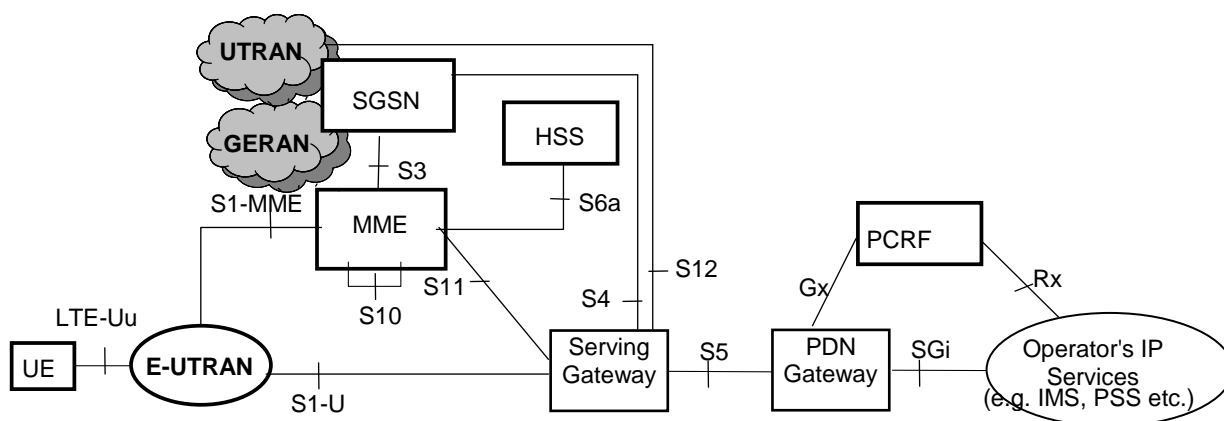 UTRAN
SGSN
GERAN
HSS
S3
S1-MME
S6a
MME
PCRF
S12
S11
Gx
Rx
S4
S10
LTE-Uu
UE
E-UTRAN
S1-U
Serving
Gateway
S5
PDN
Gateway
SGi
Operator's IP
Services
(e.g. IMS, PSS etc.)